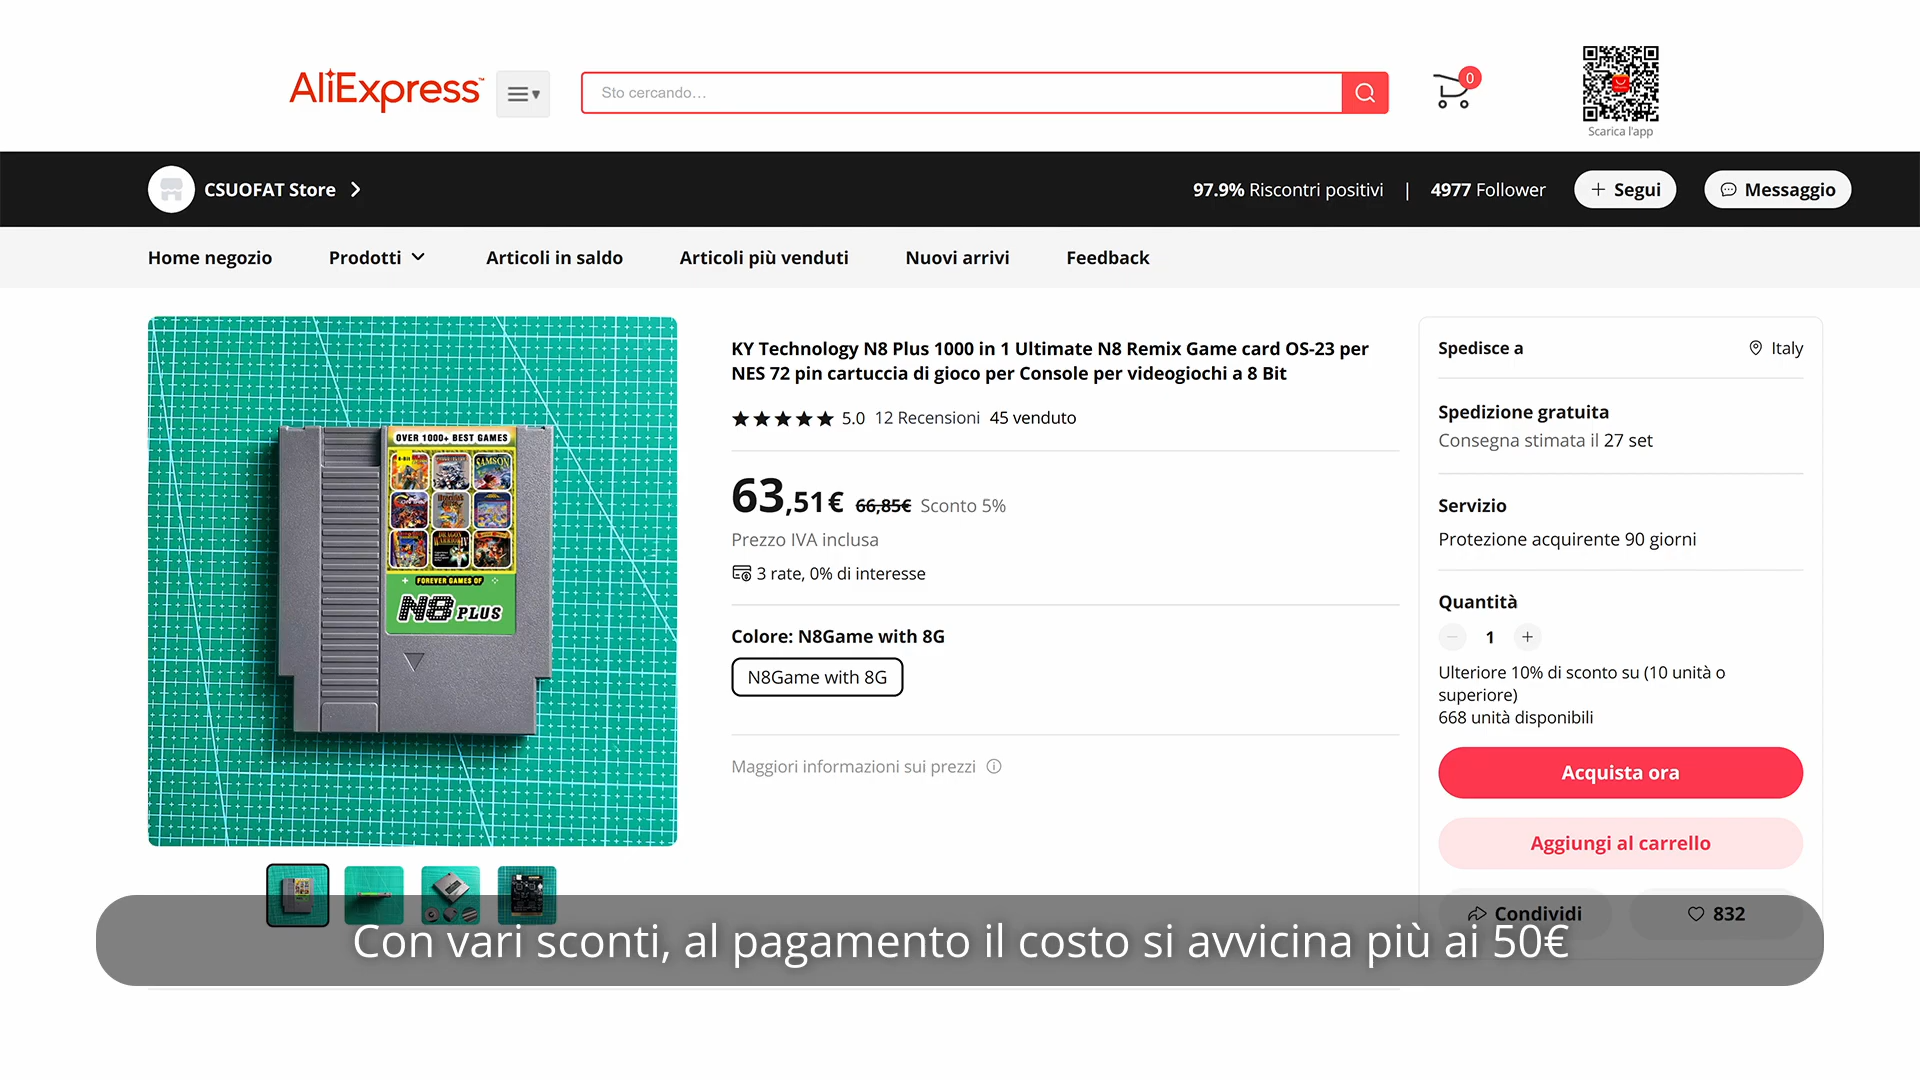 AliExpress
0
Sto cercando...
Scarica l'app
CSUOFAT Store
97.9% Riscontri positivi | 4977 Follower
+ Segui
Messaggio
Home negozio
Prodotti
Articoli in saldo
Articoli più venduti
Nuovi arrivi
Feedback
OVER 1000+ BEST GAMES
SAMSON
FOREVER GAMES OF
N8 PLUS
KY Technology N8 Plus 1000 in 1 Ultimate N8 Remix Game card OS-23 per
NES 72 pin cartuccia di gioco per Console per videogiochi a 8 Bit
★★★★★ 5.0 12 Recensioni 45 venduto
63,51€ 66,85€ Sconto 5%
Prezzo IVA inclusa
3 rate, 0% di interesse
Colore: N8Game with 8G
N8Game with 8G
Maggiori informazioni sui prezzi
Spedisce a
Italy
Spedizione gratuita
Consegna stimata il 27 set
Servizio
Protezione acquirente 90 giorni
Quantità
1 +
Ulteriore 10% di sconto su (10 unità o
superiore)
668 unità disponibili
Acquista ora
Aggiungi al carrello
Condividi
832
Con vari sconti, al pagamento il costo si avvicina più ai 50€